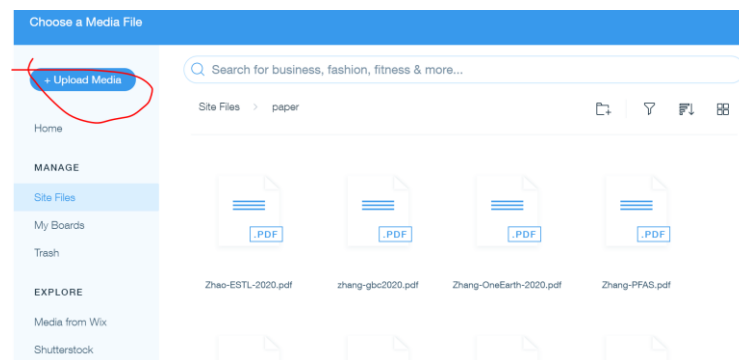 Choose a Media File
+ Upload Media
Search for business, fashion, fitness & more...
Site Files > paper
Home
MANAGE
Site Files
My Boards
Trash
EXPLORE
Media from Wix
Shutterstock
.PDF .PDF .PDF .PDF
Zhao-ESTL-2020.pdf zhang-gbc2020.pdf Zhang-OneEarth-2020.pdf Zhang-PFAS.pdf